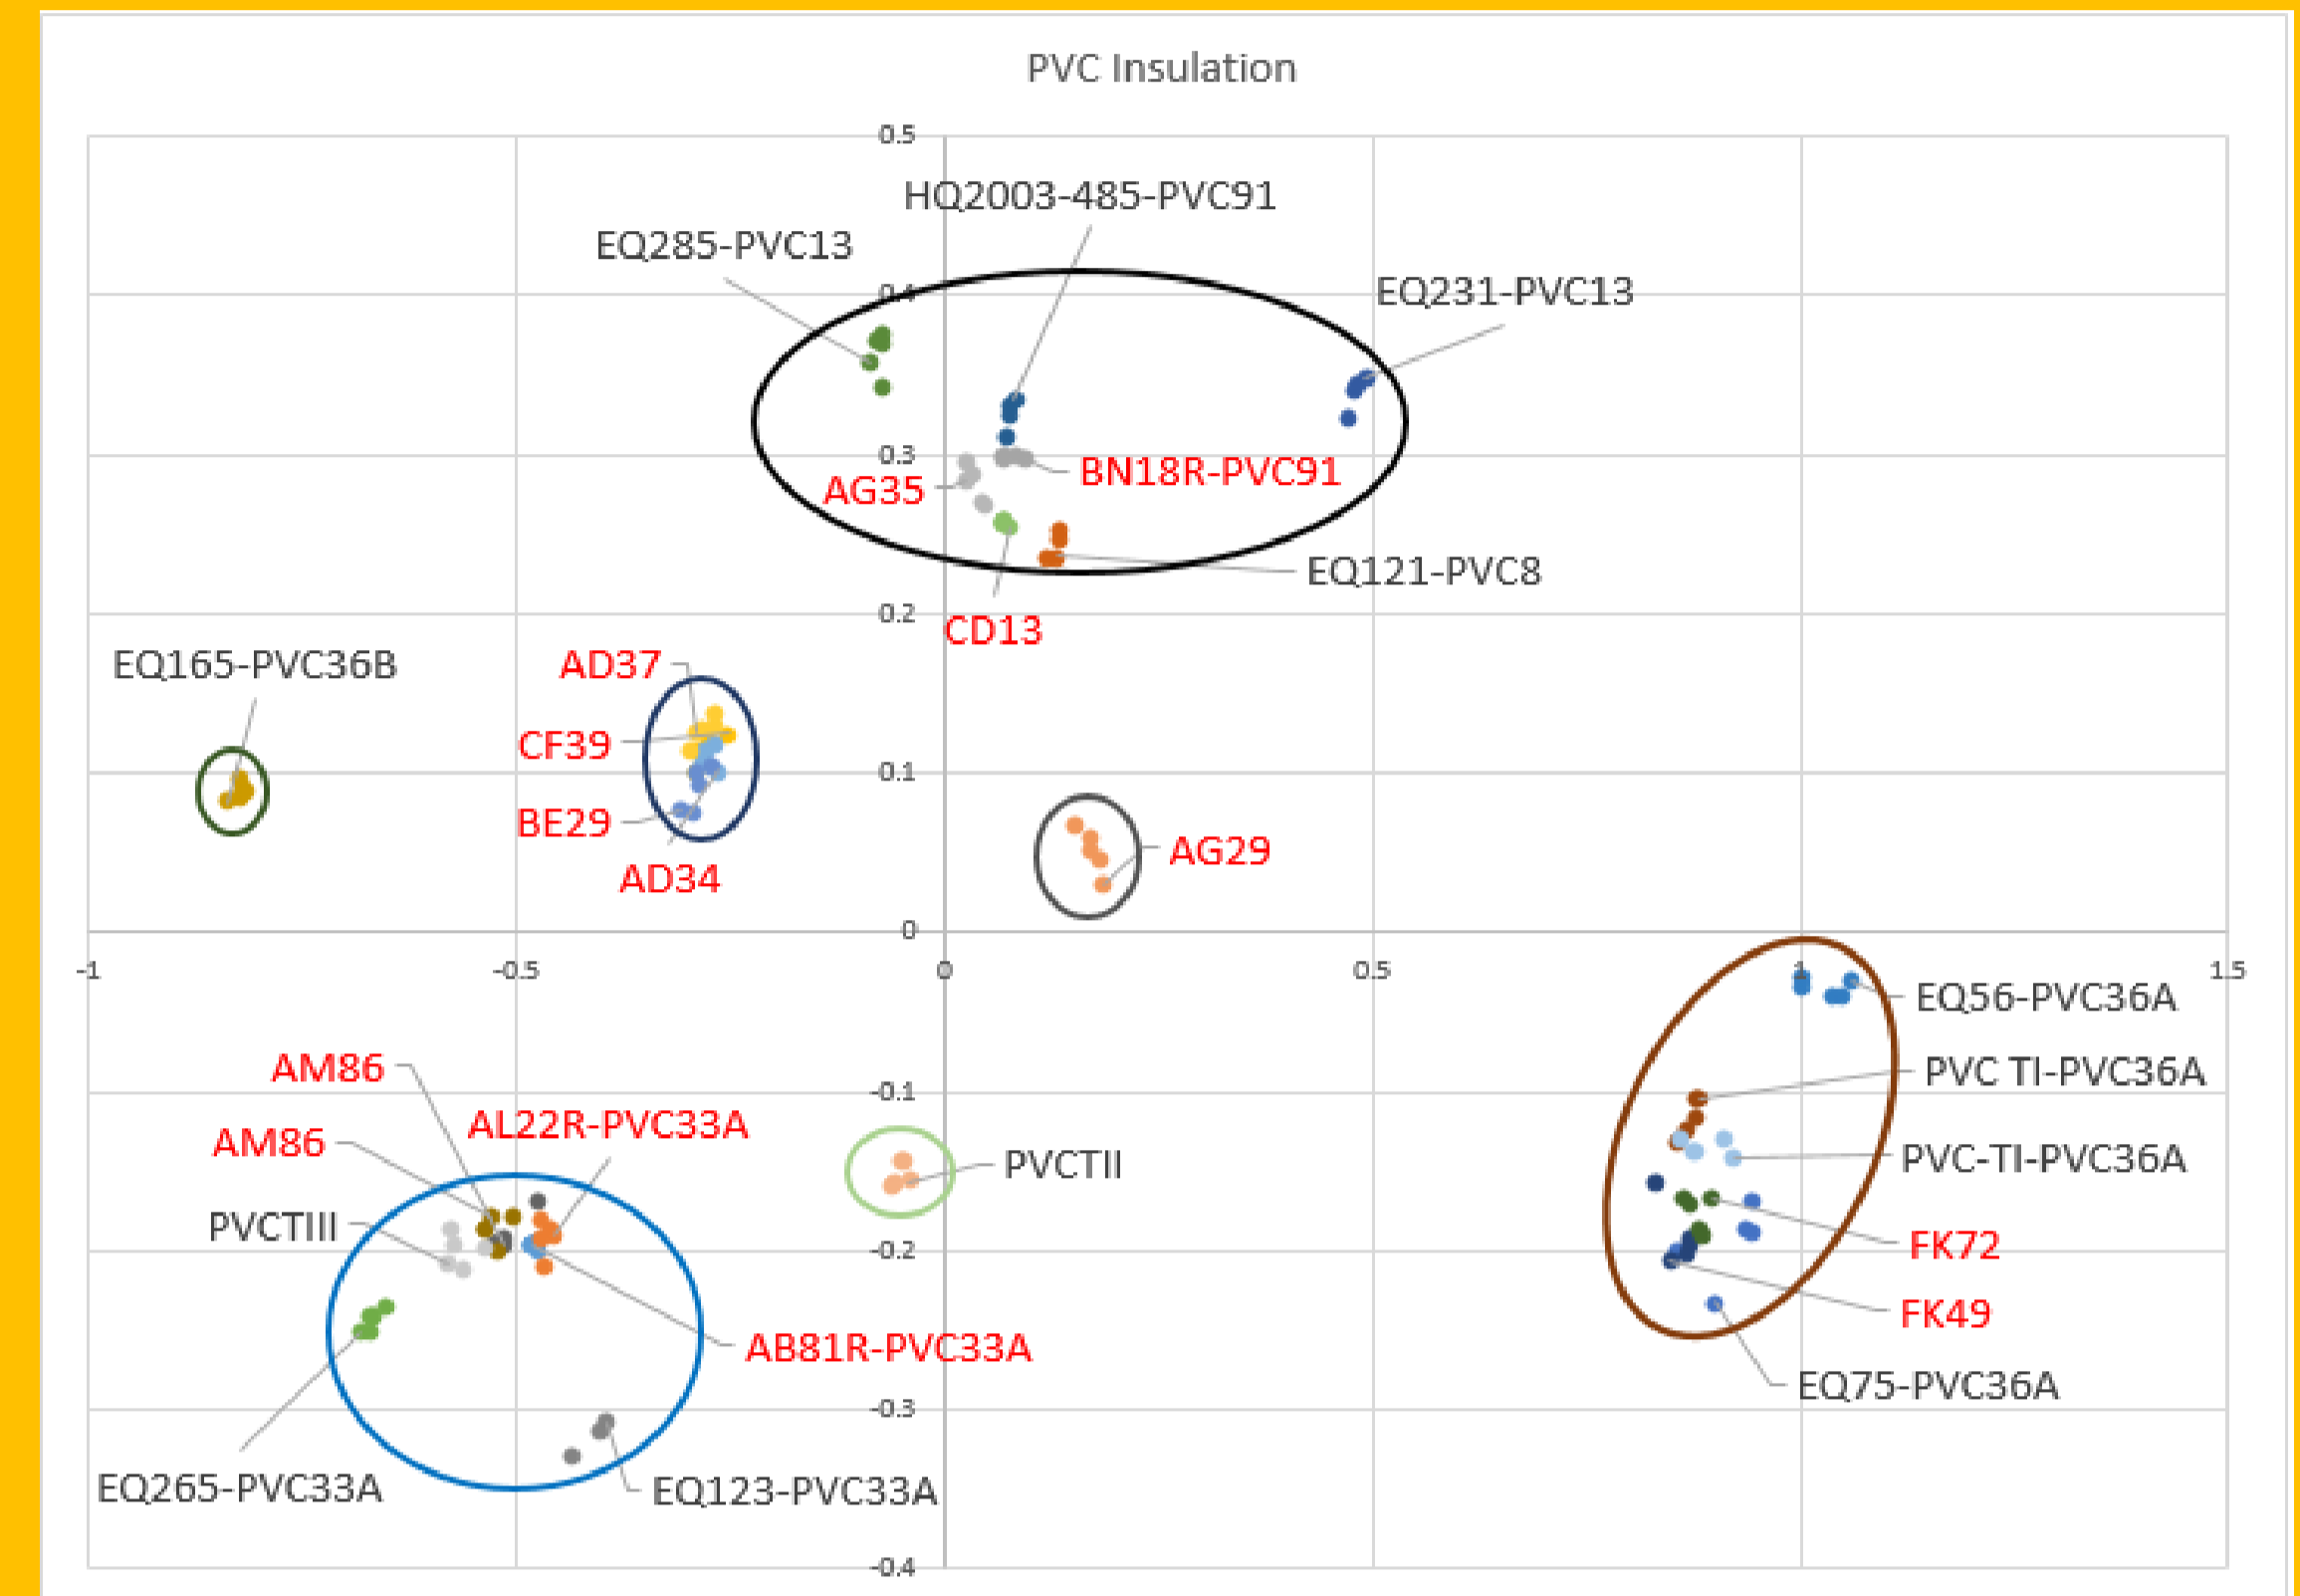 PVC Insulation
0.5
HQ2003-485-PVC91
EQ285-PVC13
0.4
EQ231-PVC13
0.3
BN18R-PVC91
AG35
EQ121-PVC8
0.2
CD13
EQ165-PVC36B
AD37
CF39
0.1
BE29
AG29
AD34
0
-1
-0.5
0
0.5
1
1.5
EQ56-PVC36A
AM86
PVC TI-PVC36A
-0.1
AL22R-PVC33A
AM86
PVCTII
PVC-TI-PVC36A
PVCTIII
FK72
-0.2
FK49
AB81R-PVC33A
EQ75-PVC36A
-0.3
EQ265-PVC33A
EQ123-PVC33A
-0.4